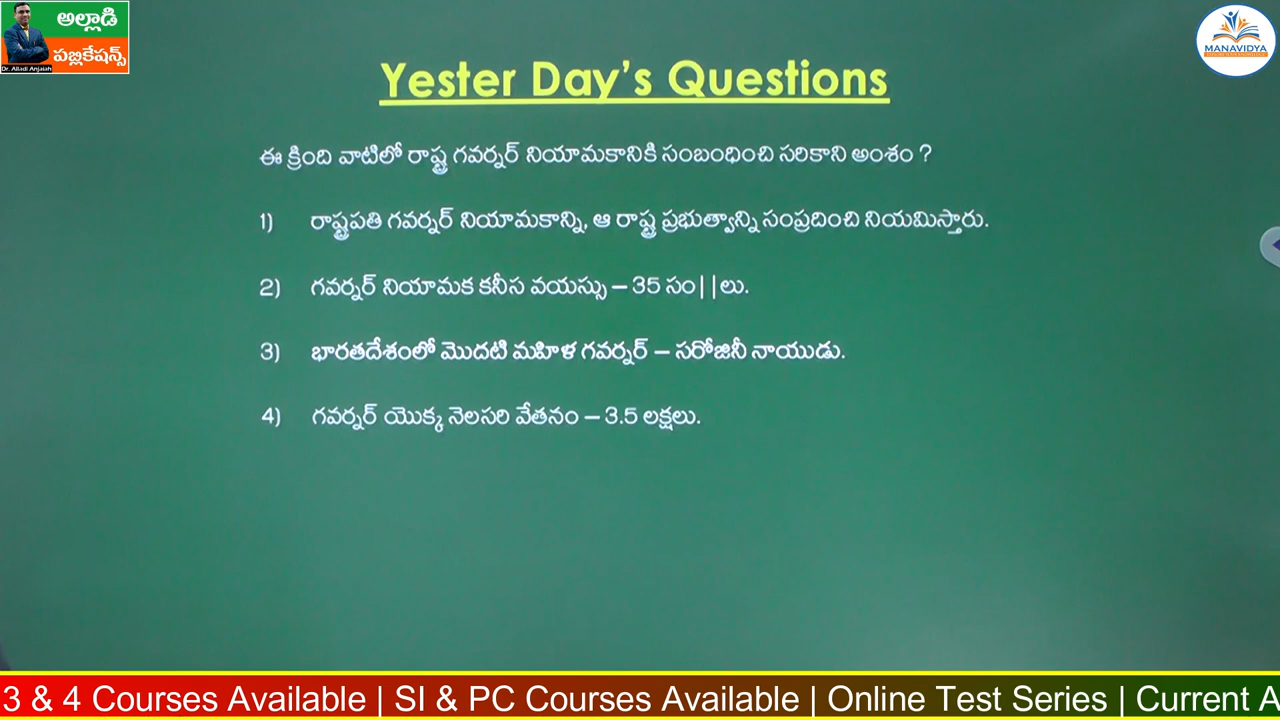 అల్లాడి
పబ్లికేషన్స్
Dr. Alladi Anjaiah
MANAVIDYA
Yester Day's Questions
ఈ క్రింది వాటిలో రాష్ట్ర గవర్నర్ నియామకానికి సంబంధించి సరికాని అంశం ?
1) రాష్ట్రపతి గవర్నర్ నియామకాన్ని, ఆ రాష్ట్ర ప్రభుత్వాన్ని సంప్రదించి నియమిస్తారు.
2) గవర్నర్ నియామక కనీస వయస్సు – 35 సం||లు.
3) భారతదేశంలో మొదటి మహిళ గవర్నర్ – సరోజినీ నాయుడు.
4) గవర్నర్ యొక్క నెలసరి వేతనం – 3.5 లక్షలు.
3 & 4 Courses Available | SI & PC Courses Available | Online Test Series | Current A